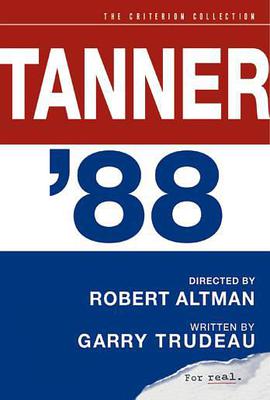 THE CRITERION COLLECTION
TANNER
'88
DIRECTED BY
ROBERT ALTMAN
WRITTEN BY
GARRY TRUDEAU
For real.